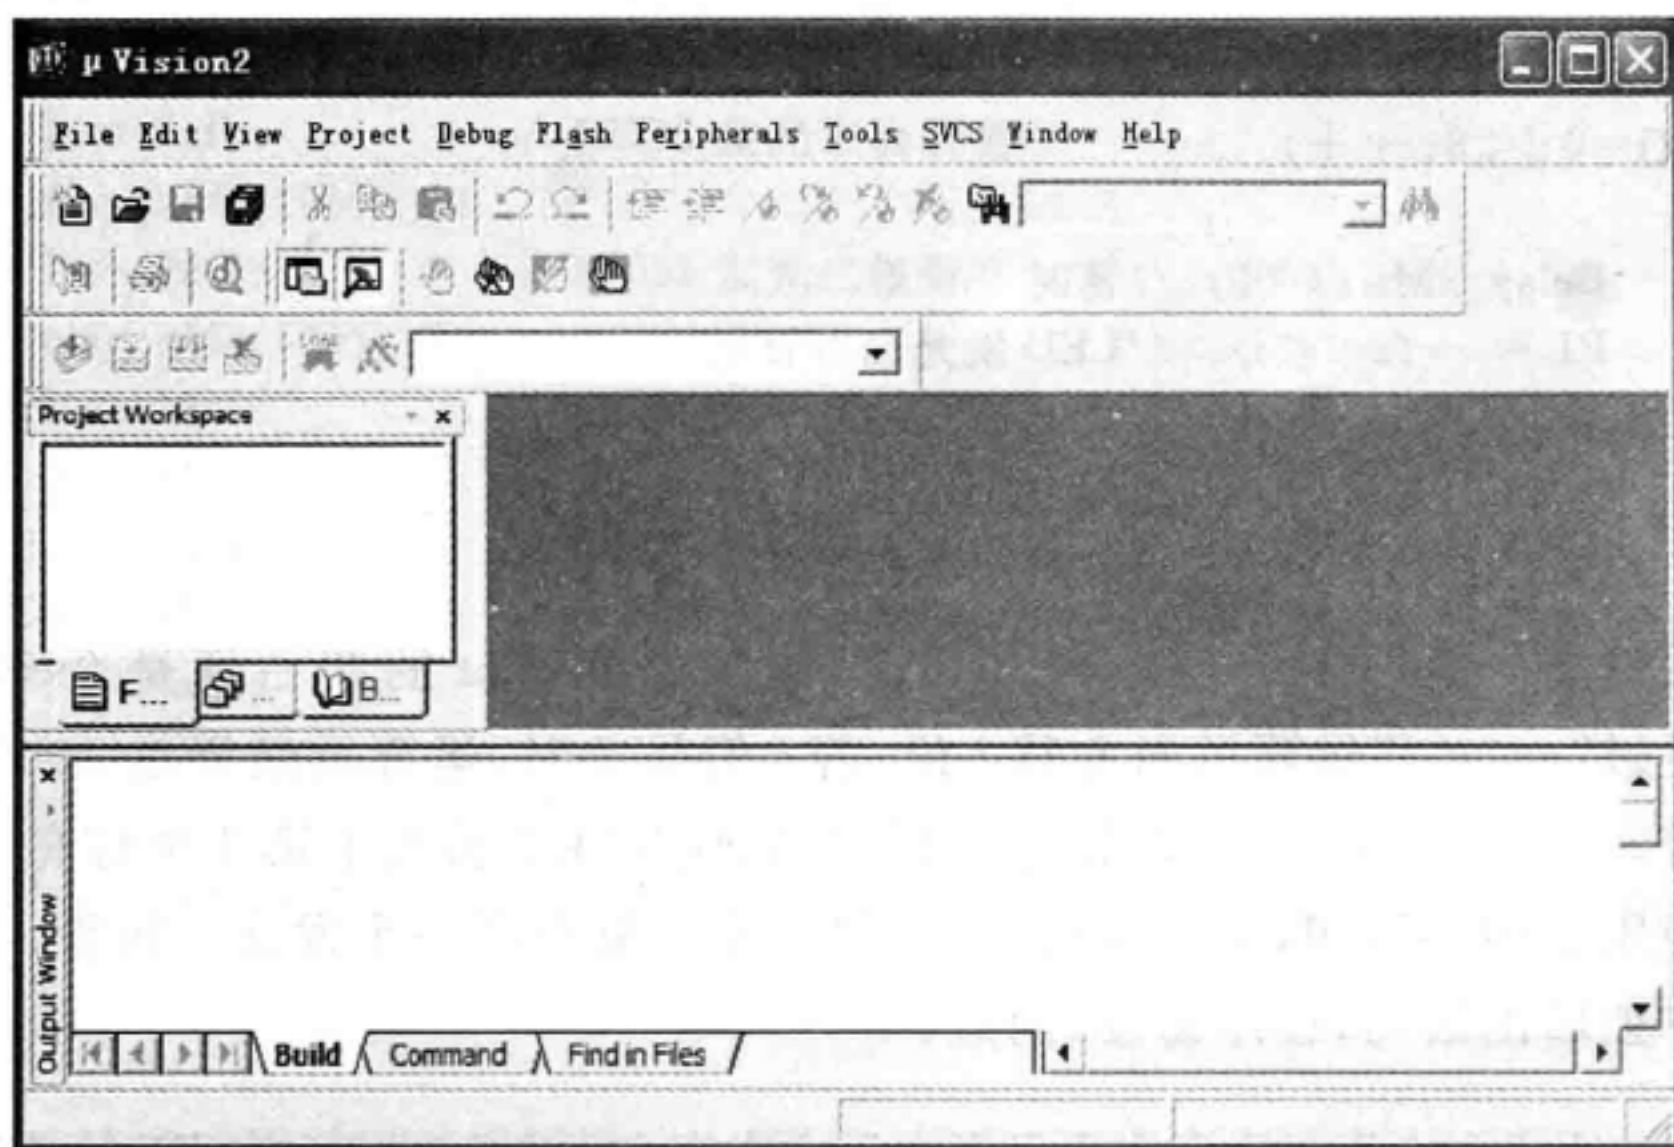 μVision2
File Edit View Project Debug Flash Peripherals Tools SVCS Window Help
Project Workspace
F...
...
B...
Output Window
Build Command Find in Files